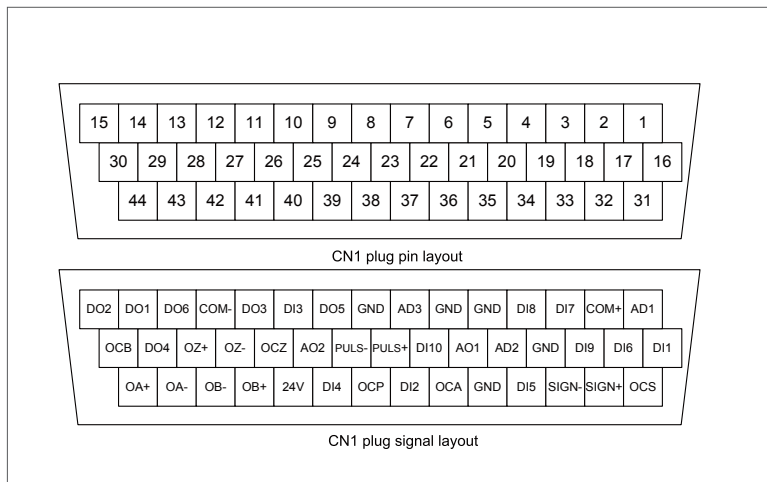 15 14 13 12 11 10 9 8 7 6 5 4 3 2 1
30 29 28 27 26 25 24 23 22 21 20 19 18 17 16
44 43 42 41 40 39 38 37 36 35 34 33 32 31
CN1 plug pin layout
DO2 DO1 DO6 COM- DO3 DI3 DO5 GND AD3 GND GND DI8 DI7 COM+ AD1
OCB DO4 OZ+ OZ- OCZ AO2 PULS- PULS+ DI10 AO1 AD2 GND DI9 DI6 DI1
OA+ OA- OB- OB+ 24V DI4 OCP DI2 OCA GND DI5 SIGN- SIGN+ OCS
CN1 plug signal layout